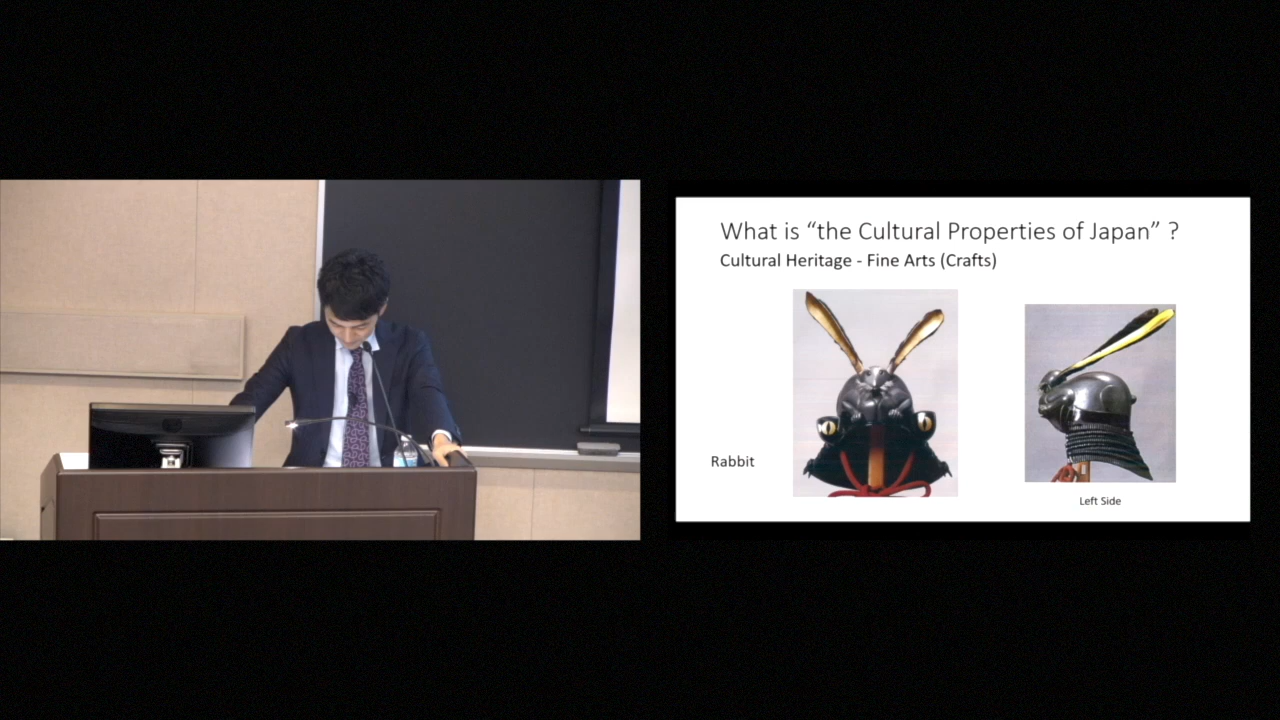 What is “the Cultural Properties of Japan” ?
Cultural Heritage - Fine Arts (Crafts)
Rabbit
Left Side